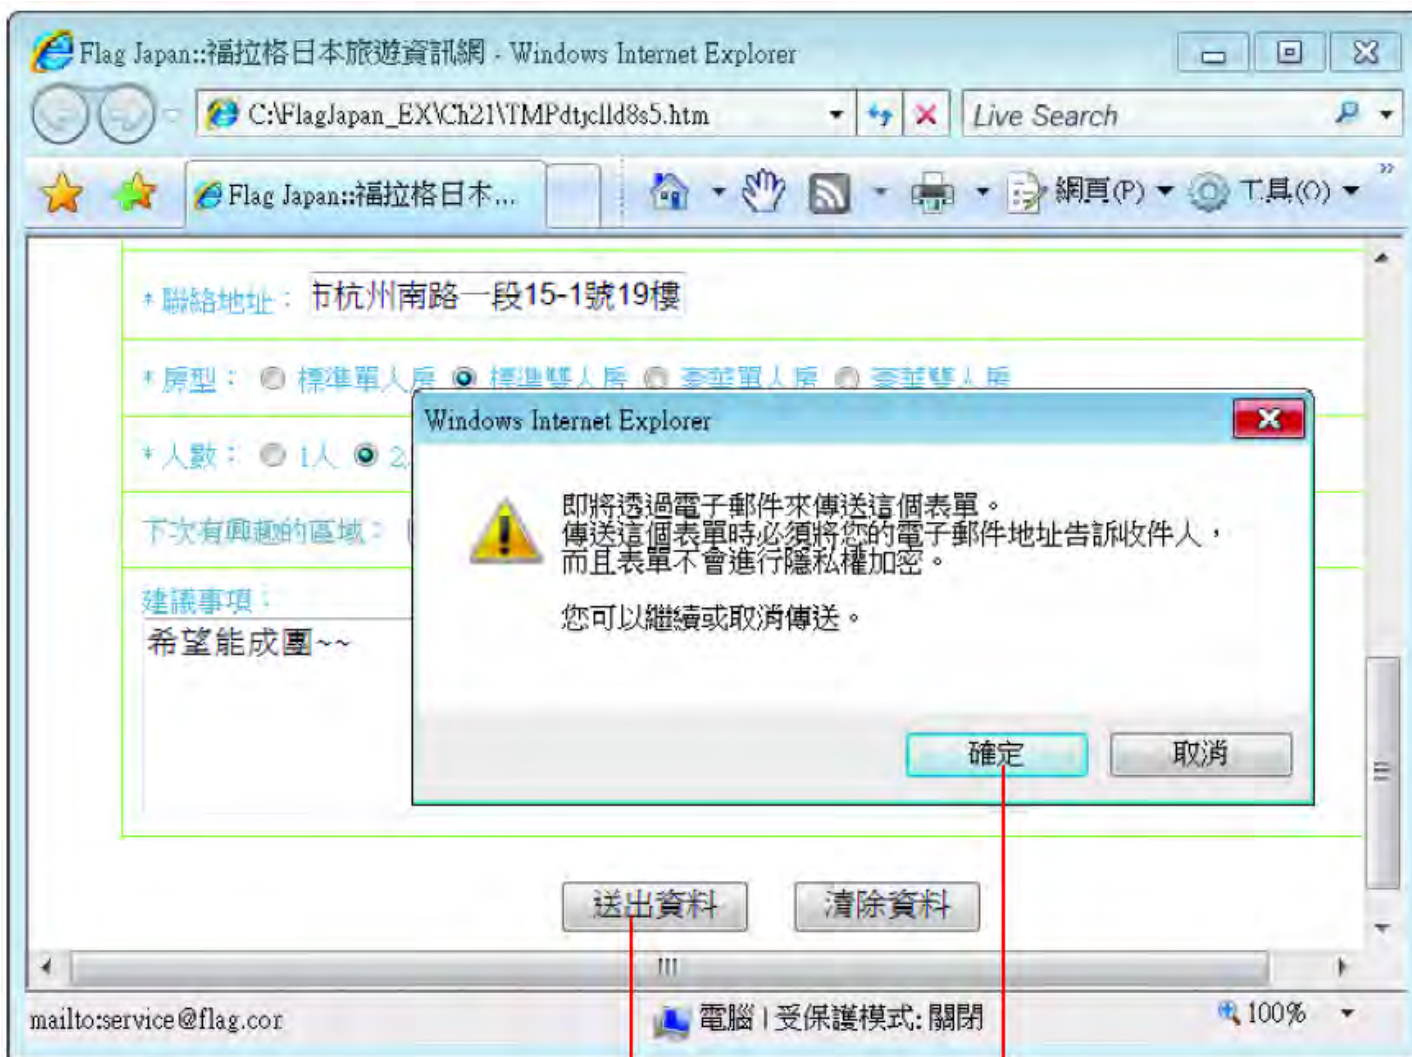 Flag Japan::福拉格日本旅遊資訊網 - Windows Internet Explorer
C:\FlagJapan_EX\Ch21\TMPdtjclld8s5.htm
Live Search
Flag Japan::福拉格日本...
網頁(P)
工具(O)
*聯絡地址：
市杭州南路一段15-1號19樓
*房型： 標準單人房 標準雙人房 豪華單人房 豪華雙人房
*人數： 1人 2
Windows Internet Explorer
即將透過電子郵件來傳送這個表單。
傳送這個表單時必須將您的電子郵件地址告訴收件人，
而且表單不會進行隱私權加密。
您可以繼續或取消傳送。
確定
取消
下次有興趣的區域：
建議事項：
希望能成團~~
送出資料
清除資料
mailto:service@flag.cor
電腦 | 受保護模式: 關閉
100%